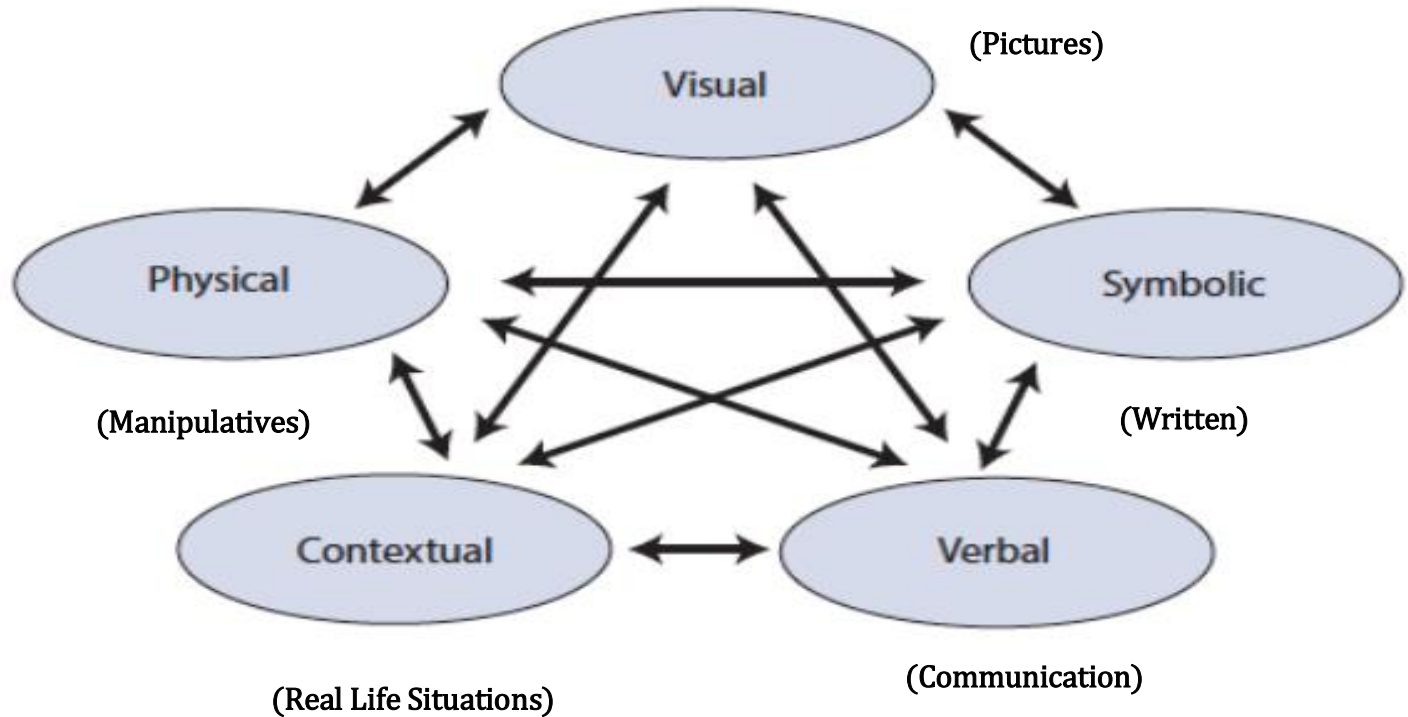 Visual
(Pictures)
Physical
Symbolic
(Manipulatives)
(Written)
Contextual
Verbal
(Real Life Situations)
(Communication)